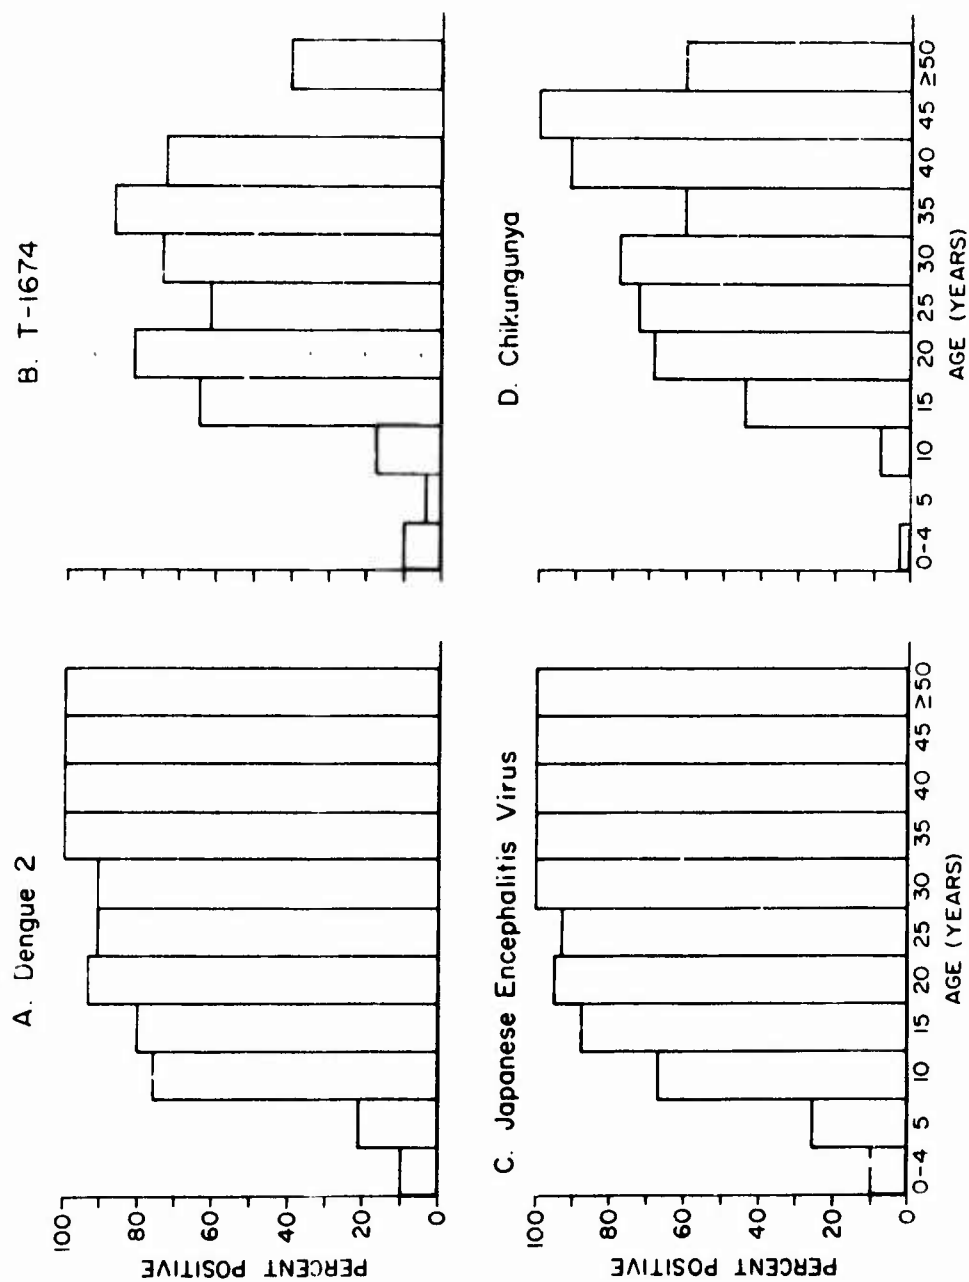 A. Dengue 2
B. T-1674
PERCENT POSITIVE
100
80
60
40
20
0
C. Japanese Encephalitis Virus
D. Chikungunya
PERCENT POSITIVE
100
80
60
40
20
0
0-4 5 10 15 20 25 30 35 40 45 ≥50
AGE (YEARS)
0-4 5 10 15 20 25 30 35 40 45 ≥50
AGE (YEARS)